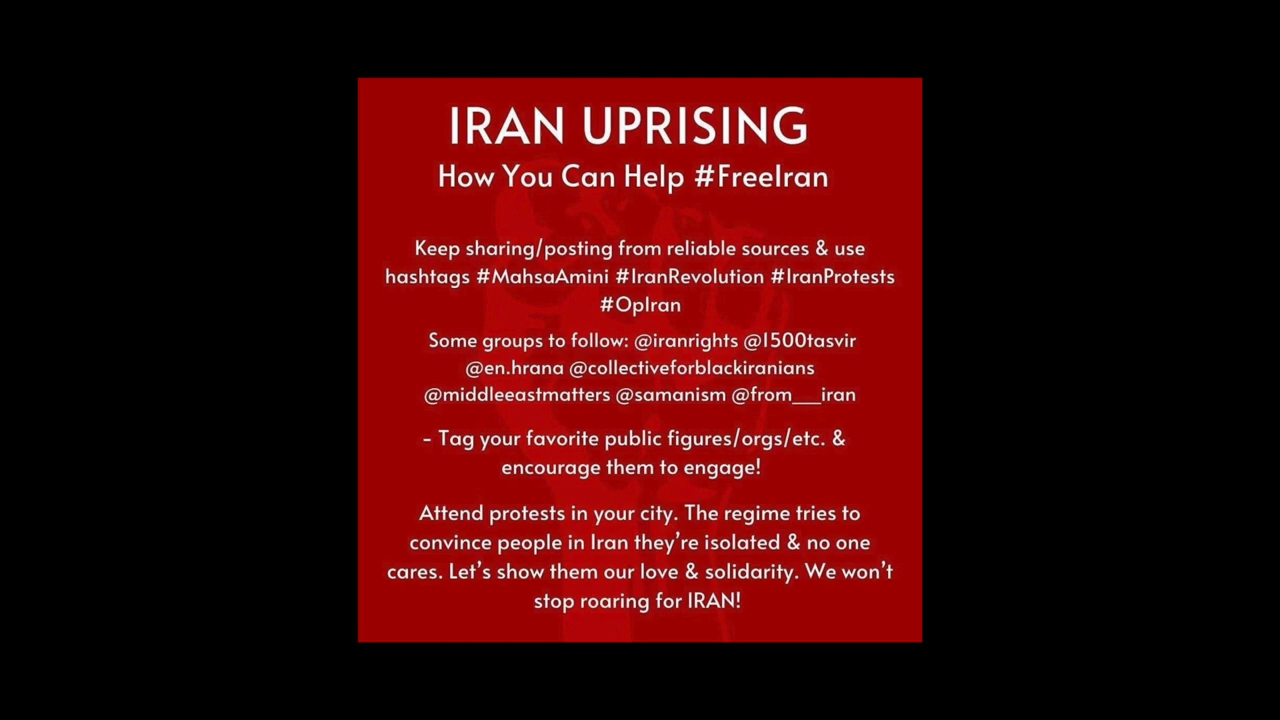 IRAN UPRISING
How You Can Help #FreeIran
Keep sharing/posting from reliable sources & use
hashtags #MahsaAmini #IranRevolution #IranProtests
#OpIran
Some groups to follow: @iranrights @1500tasvir
@en.hrana @collectiveforblackiranians
@middleeastmatters @samanism @from___iran
- Tag your favorite public figures/orgs/etc. &
encourage them to engage!
Attend protests in your city. The regime tries to
convince people in Iran they're isolated & no one
cares. Let's show them our love & solidarity. We won't
stop roaring for IRAN!